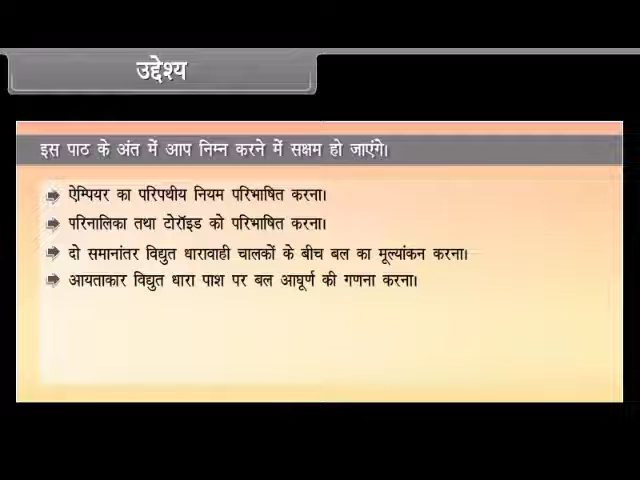 उद्देश्य
इस पाठ के अंत में आप निम्न करने में सक्षम हो जाएंगे।
ऐम्पियर का परिपथीय नियम परिभाषित करना।
परिनालिका तथा टोरॉइड को परिभाषित करना।
दो समानांतर विद्युत धारावाही चालकों के बीच बल का मूल्यांकन करना।
आयताकार विद्युत धारा पाश पर बल आघूर्ण की गणना करना।